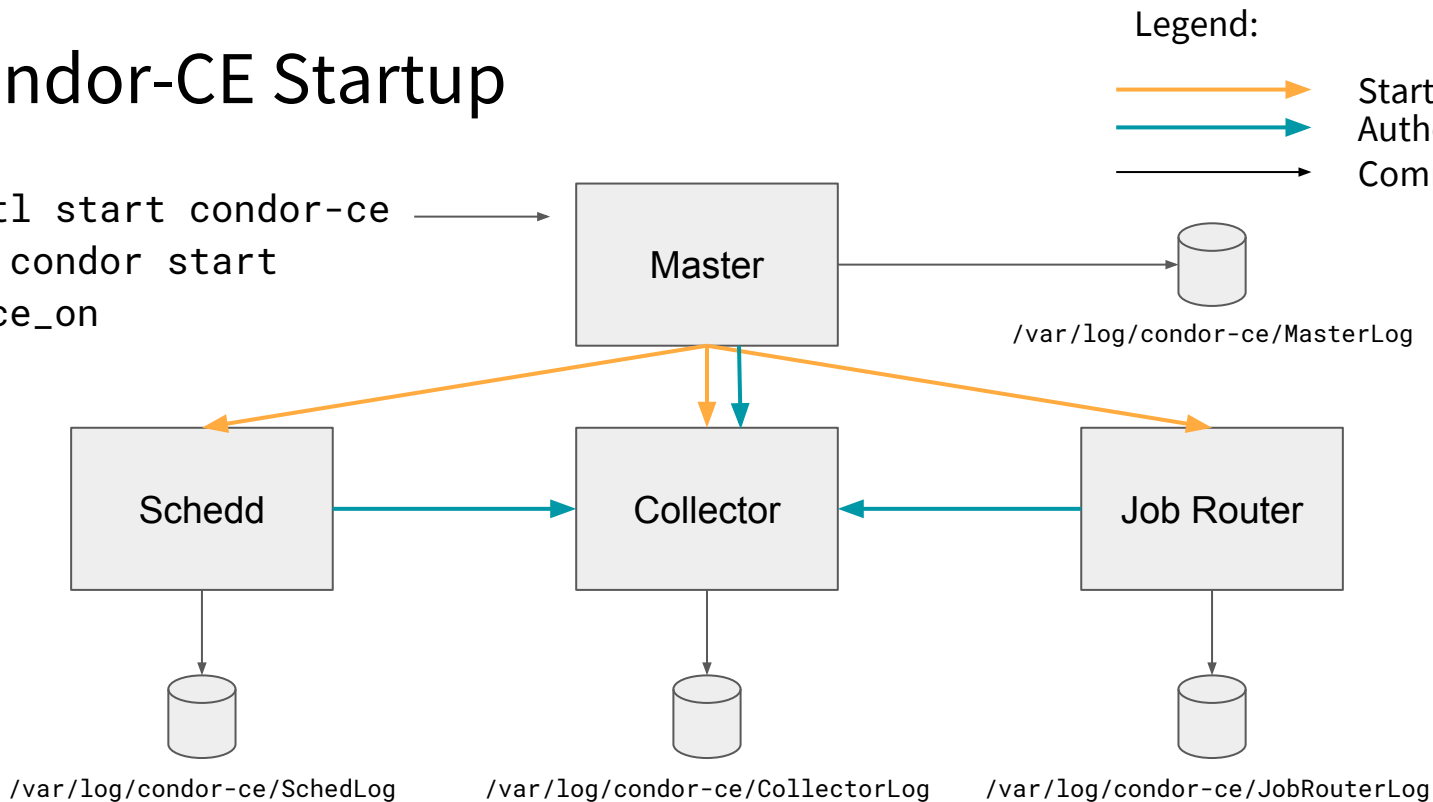 Legend:
ndor-CE Startup
Start
Auth
Com
tl start condor-ce
condor start
ce_on
Master
/var/log/condor-ce/MasterLog
Schedd
Collector
Job Router
/var/log/condor-ce/SchedLog
/var/log/condor-ce/CollectorLog
/var/log/condor-ce/JobRouterLog